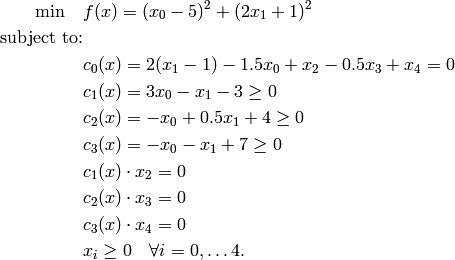 min f(x) = (x₀ − 5)² + (2x₁ + 1)²
subject to:
c₀(x) = 2(x₁ − 1) − 1.5x₀ + x₂ − 0.5x₃ + x₄ = 0
c₁(x) = 3x₀ − x₁ − 3 ≥ 0
c₂(x) = −x₀ + 0.5x₁ + 4 ≥ 0
c₃(x) = −x₀ − x₁ + 7 ≥ 0
c₁(x) · x₂ = 0
c₂(x) · x₃ = 0
c₃(x) · x₄ = 0
xᵢ ≥ 0 ∀i = 0, … 4.